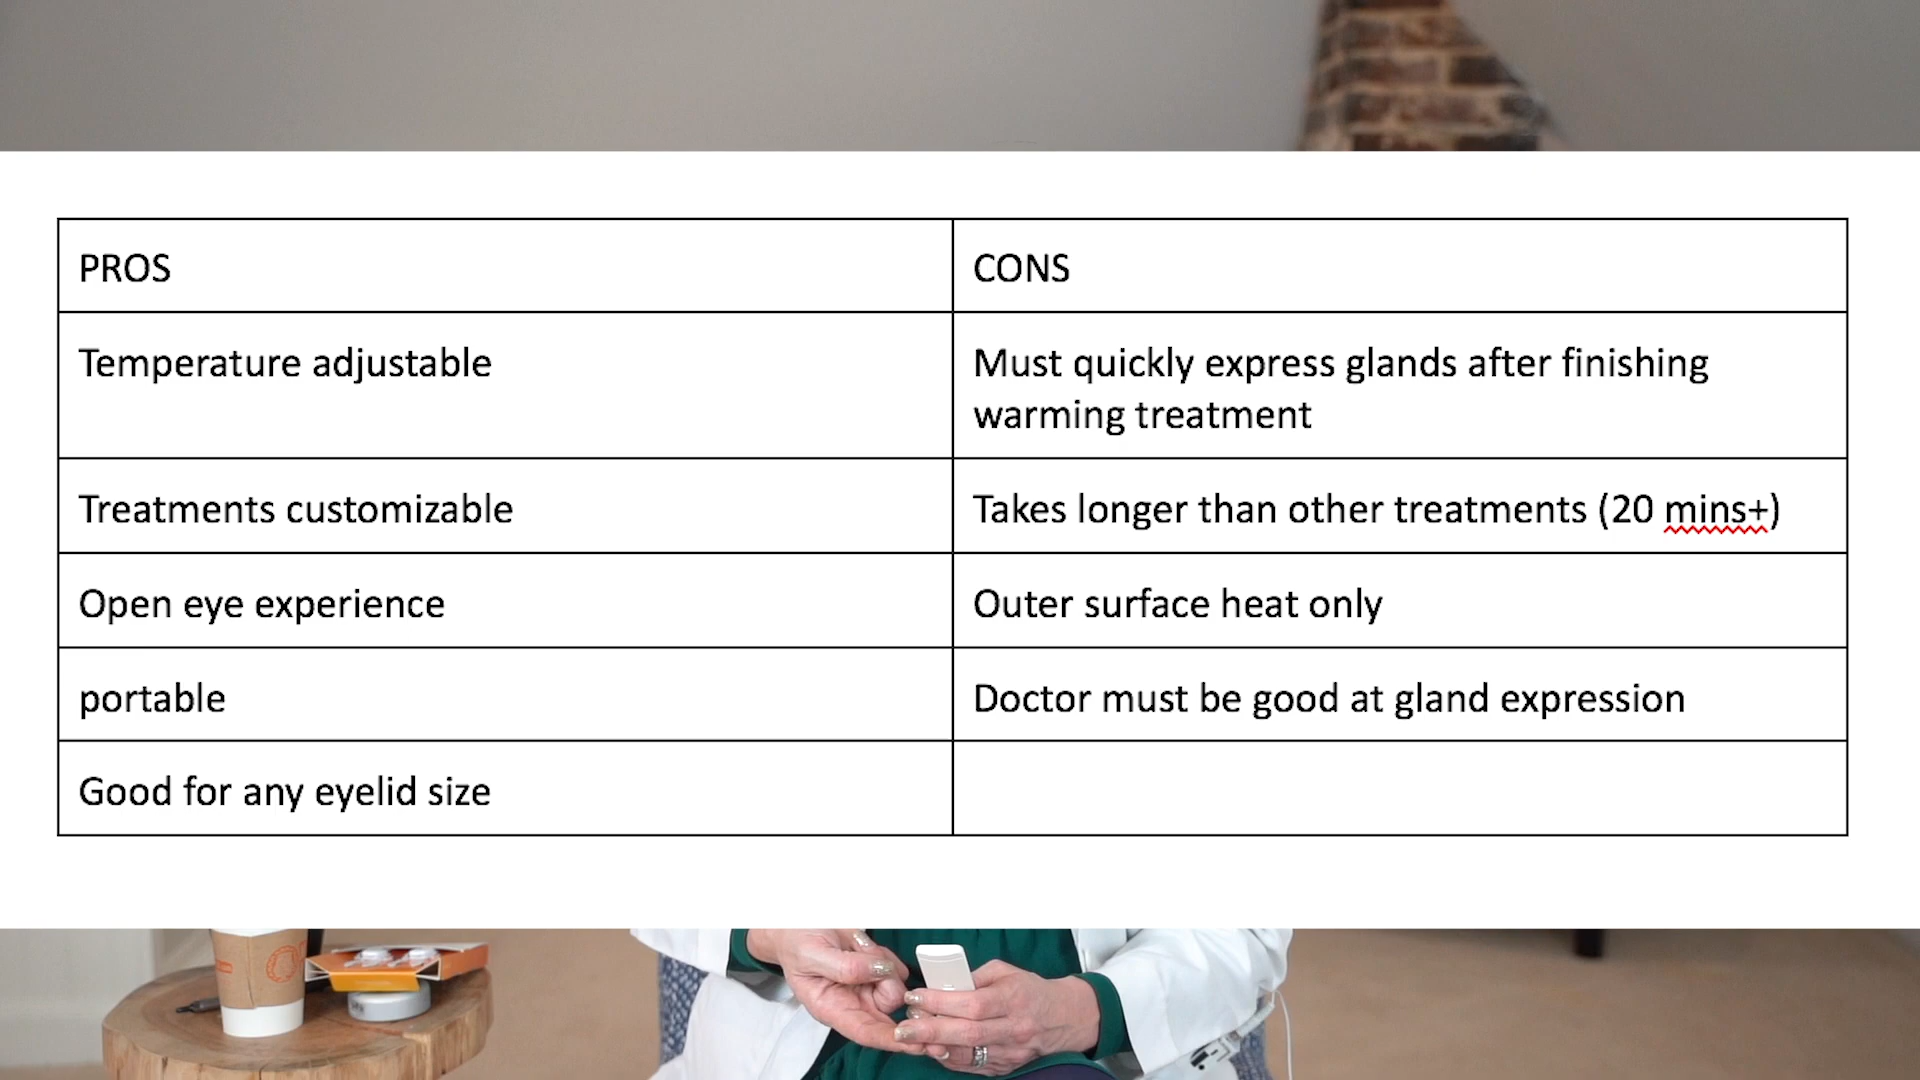 PROS
CONS
Temperature adjustable
Must quickly express glands after finishing
warming treatment
Treatments customizable
Takes longer than other treatments (20 mins+)
Open eye experience
Outer surface heat only
portable
Doctor must be good at gland expression
Good for any eyelid size